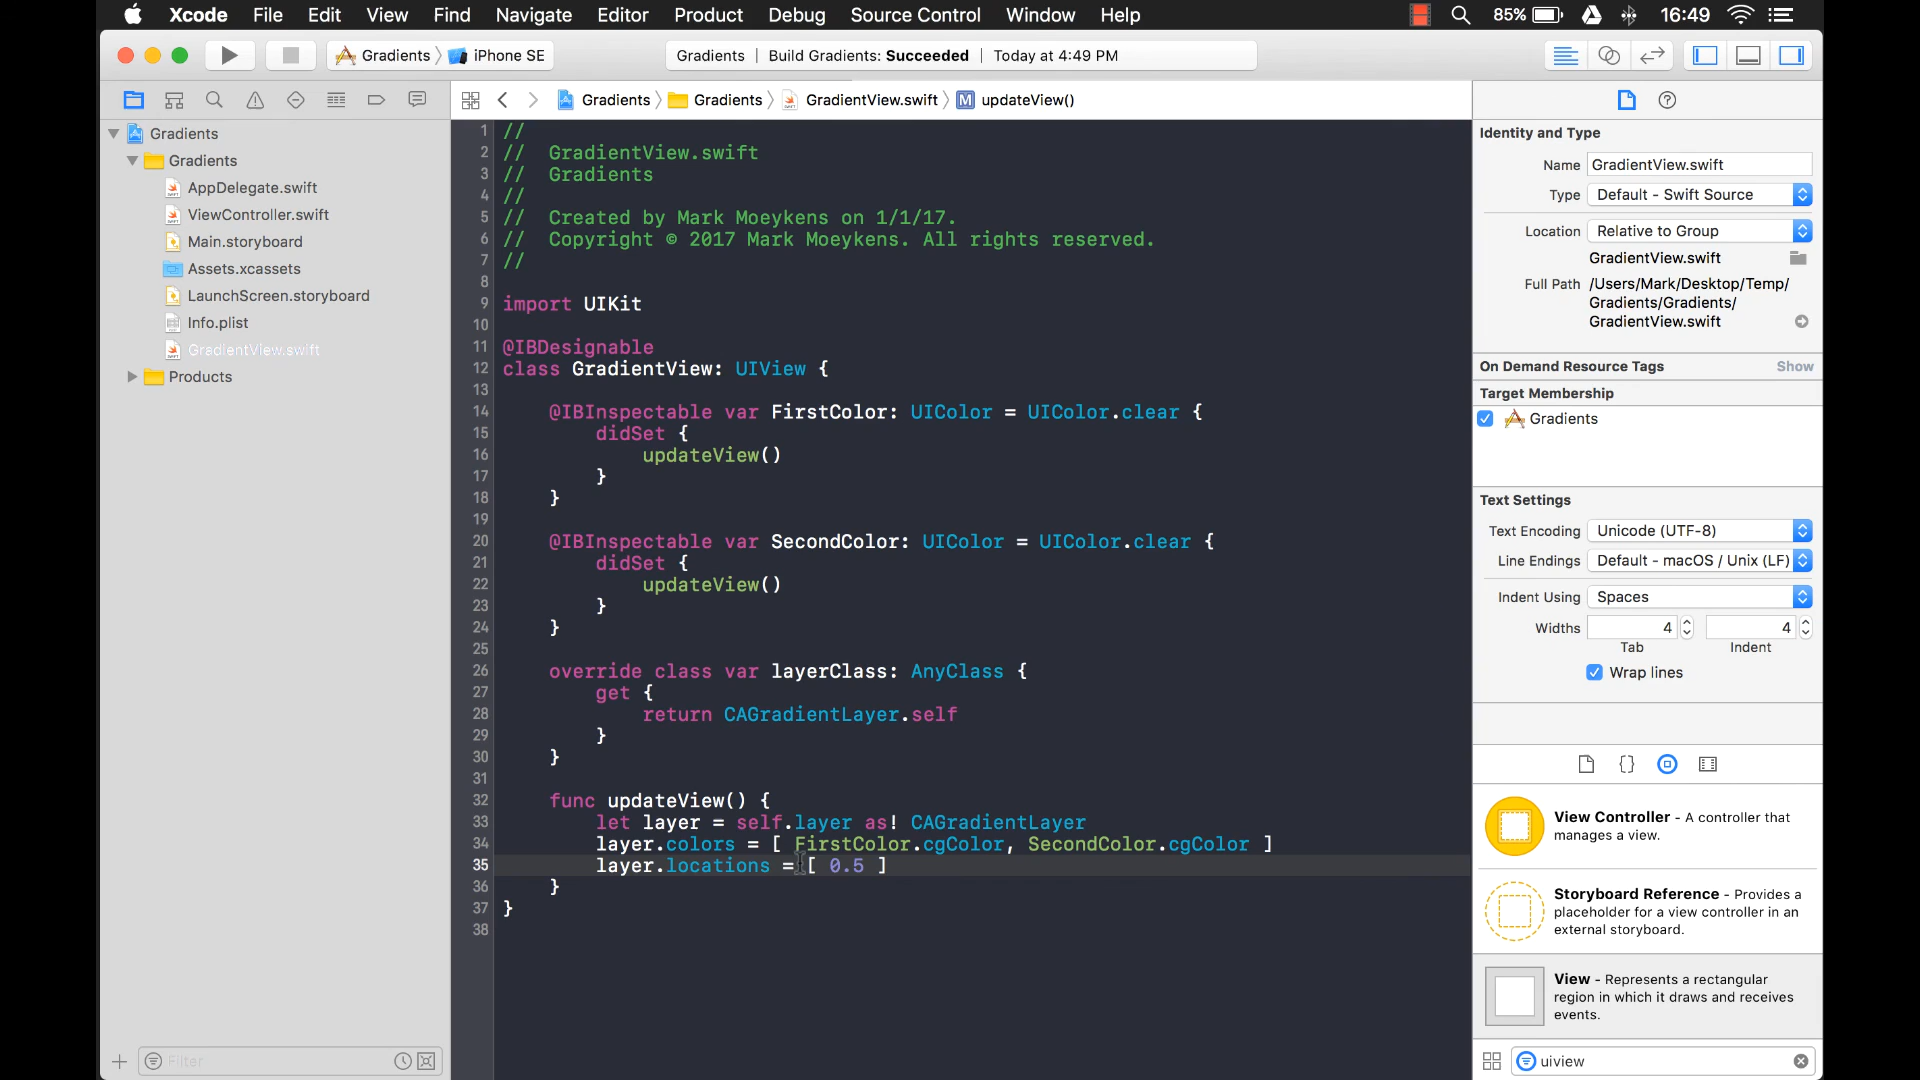 Xcode File Edit View Find Navigate Editor Product Debug Source Control Window Help 85% 16:49
Gradients iPhone SE
Gradients | Build Gradients: Succeeded | Today at 4:49 PM
Gradients Gradients GradientView.swift M updateView()
Gradients
Gradients
AppDelegate.swift
ViewController.swift
Main.storyboard
Assets.xcassets
LaunchScreen.storyboard
Info.plist
GradientView.swift
Products
Filter
1 //
2 // GradientView.swift
3 // Gradients
4 //
5 // Created by Mark Moeykens on 1/1/17.
6 // Copyright © 2017 Mark Moeykens. All rights reserved.
7 //
8
9 import UIKit
10
11 @IBDesignable
12 class GradientView: UIView {
13
14 @IBInspectable var FirstColor: UIColor = UIColor.clear {
15 didSet {
16 updateView()
17 }
18 }
19
20 @IBInspectable var SecondColor: UIColor = UIColor.clear {
21 didSet {
22 updateView()
23 }
24 }
25
26 override class var layerClass: AnyClass {
27 get {
28 return CAGradientLayer.self
29 }
30 }
31
32 func updateView() {
33 let layer = self.layer as! CAGradientLayer
34 layer.colors = [ FirstColor.cgColor, SecondColor.cgColor ]
35 layer.locations = [ 0.5 ]
36 }
37 }
38
Identity and Type
Name GradientView.swift
Type Default - Swift Source
Location Relative to Group
GradientView.swift
Full Path /Users/Mark/Desktop/Temp/
Gradients/Gradients/
GradientView.swift
On Demand Resource Tags Show
Target Membership
Gradients
Text Settings
Text Encoding Unicode (UTF-8)
Line Endings Default - macOS / Unix (LF)
Indent Using Spaces
Widths 4 4
Tab Indent
Wrap lines
View Controller - A controller that
manages a view.
Storyboard Reference - Provides a
placeholder for a view controller in an
external storyboard.
View - Represents a rectangular
region in which it draws and receives
events.
uiview